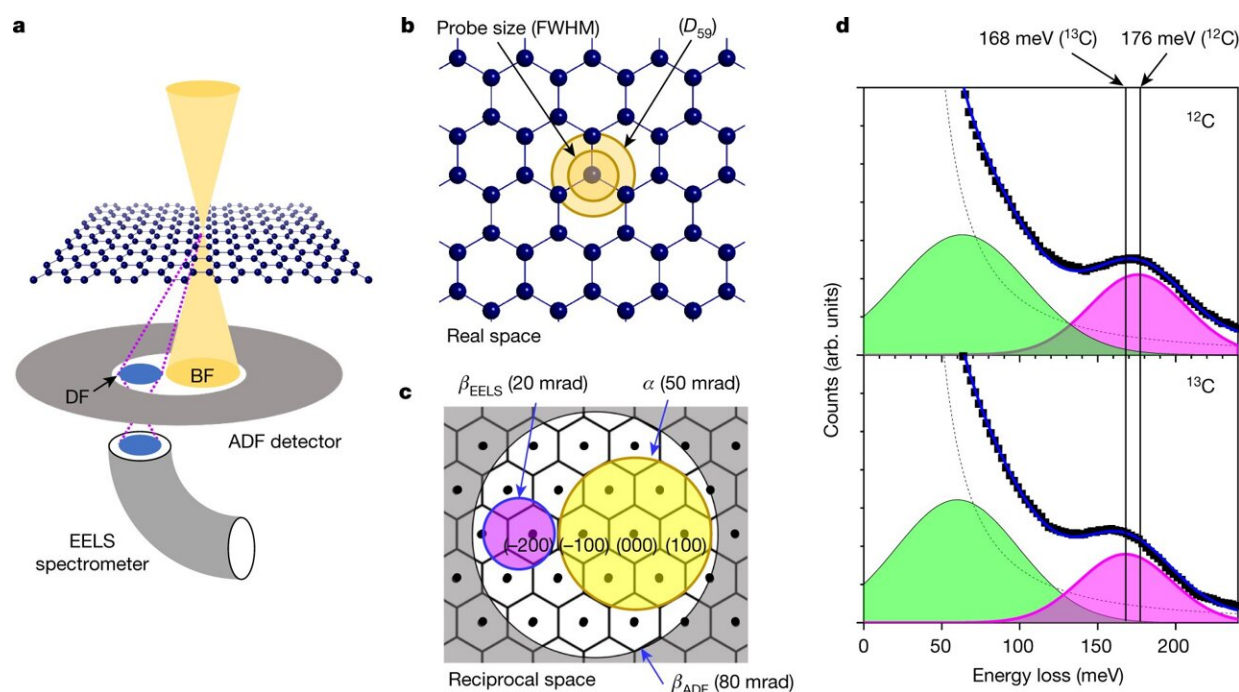 a
DF
BF
ADF detector
EELS
spectrometer
b
Probe size (FWHM)
(D₅₉)
Real space
c
β_EELS (20 mrad)
α (50 mrad)
(−200) (−100) (000) (100)
Reciprocal space
β_ADF (80 mrad)
d
168 meV (¹³C)
176 meV (¹²C)
¹²C
¹³C
Counts (arb. units)
0 50 100 150 200
Energy loss (meV)